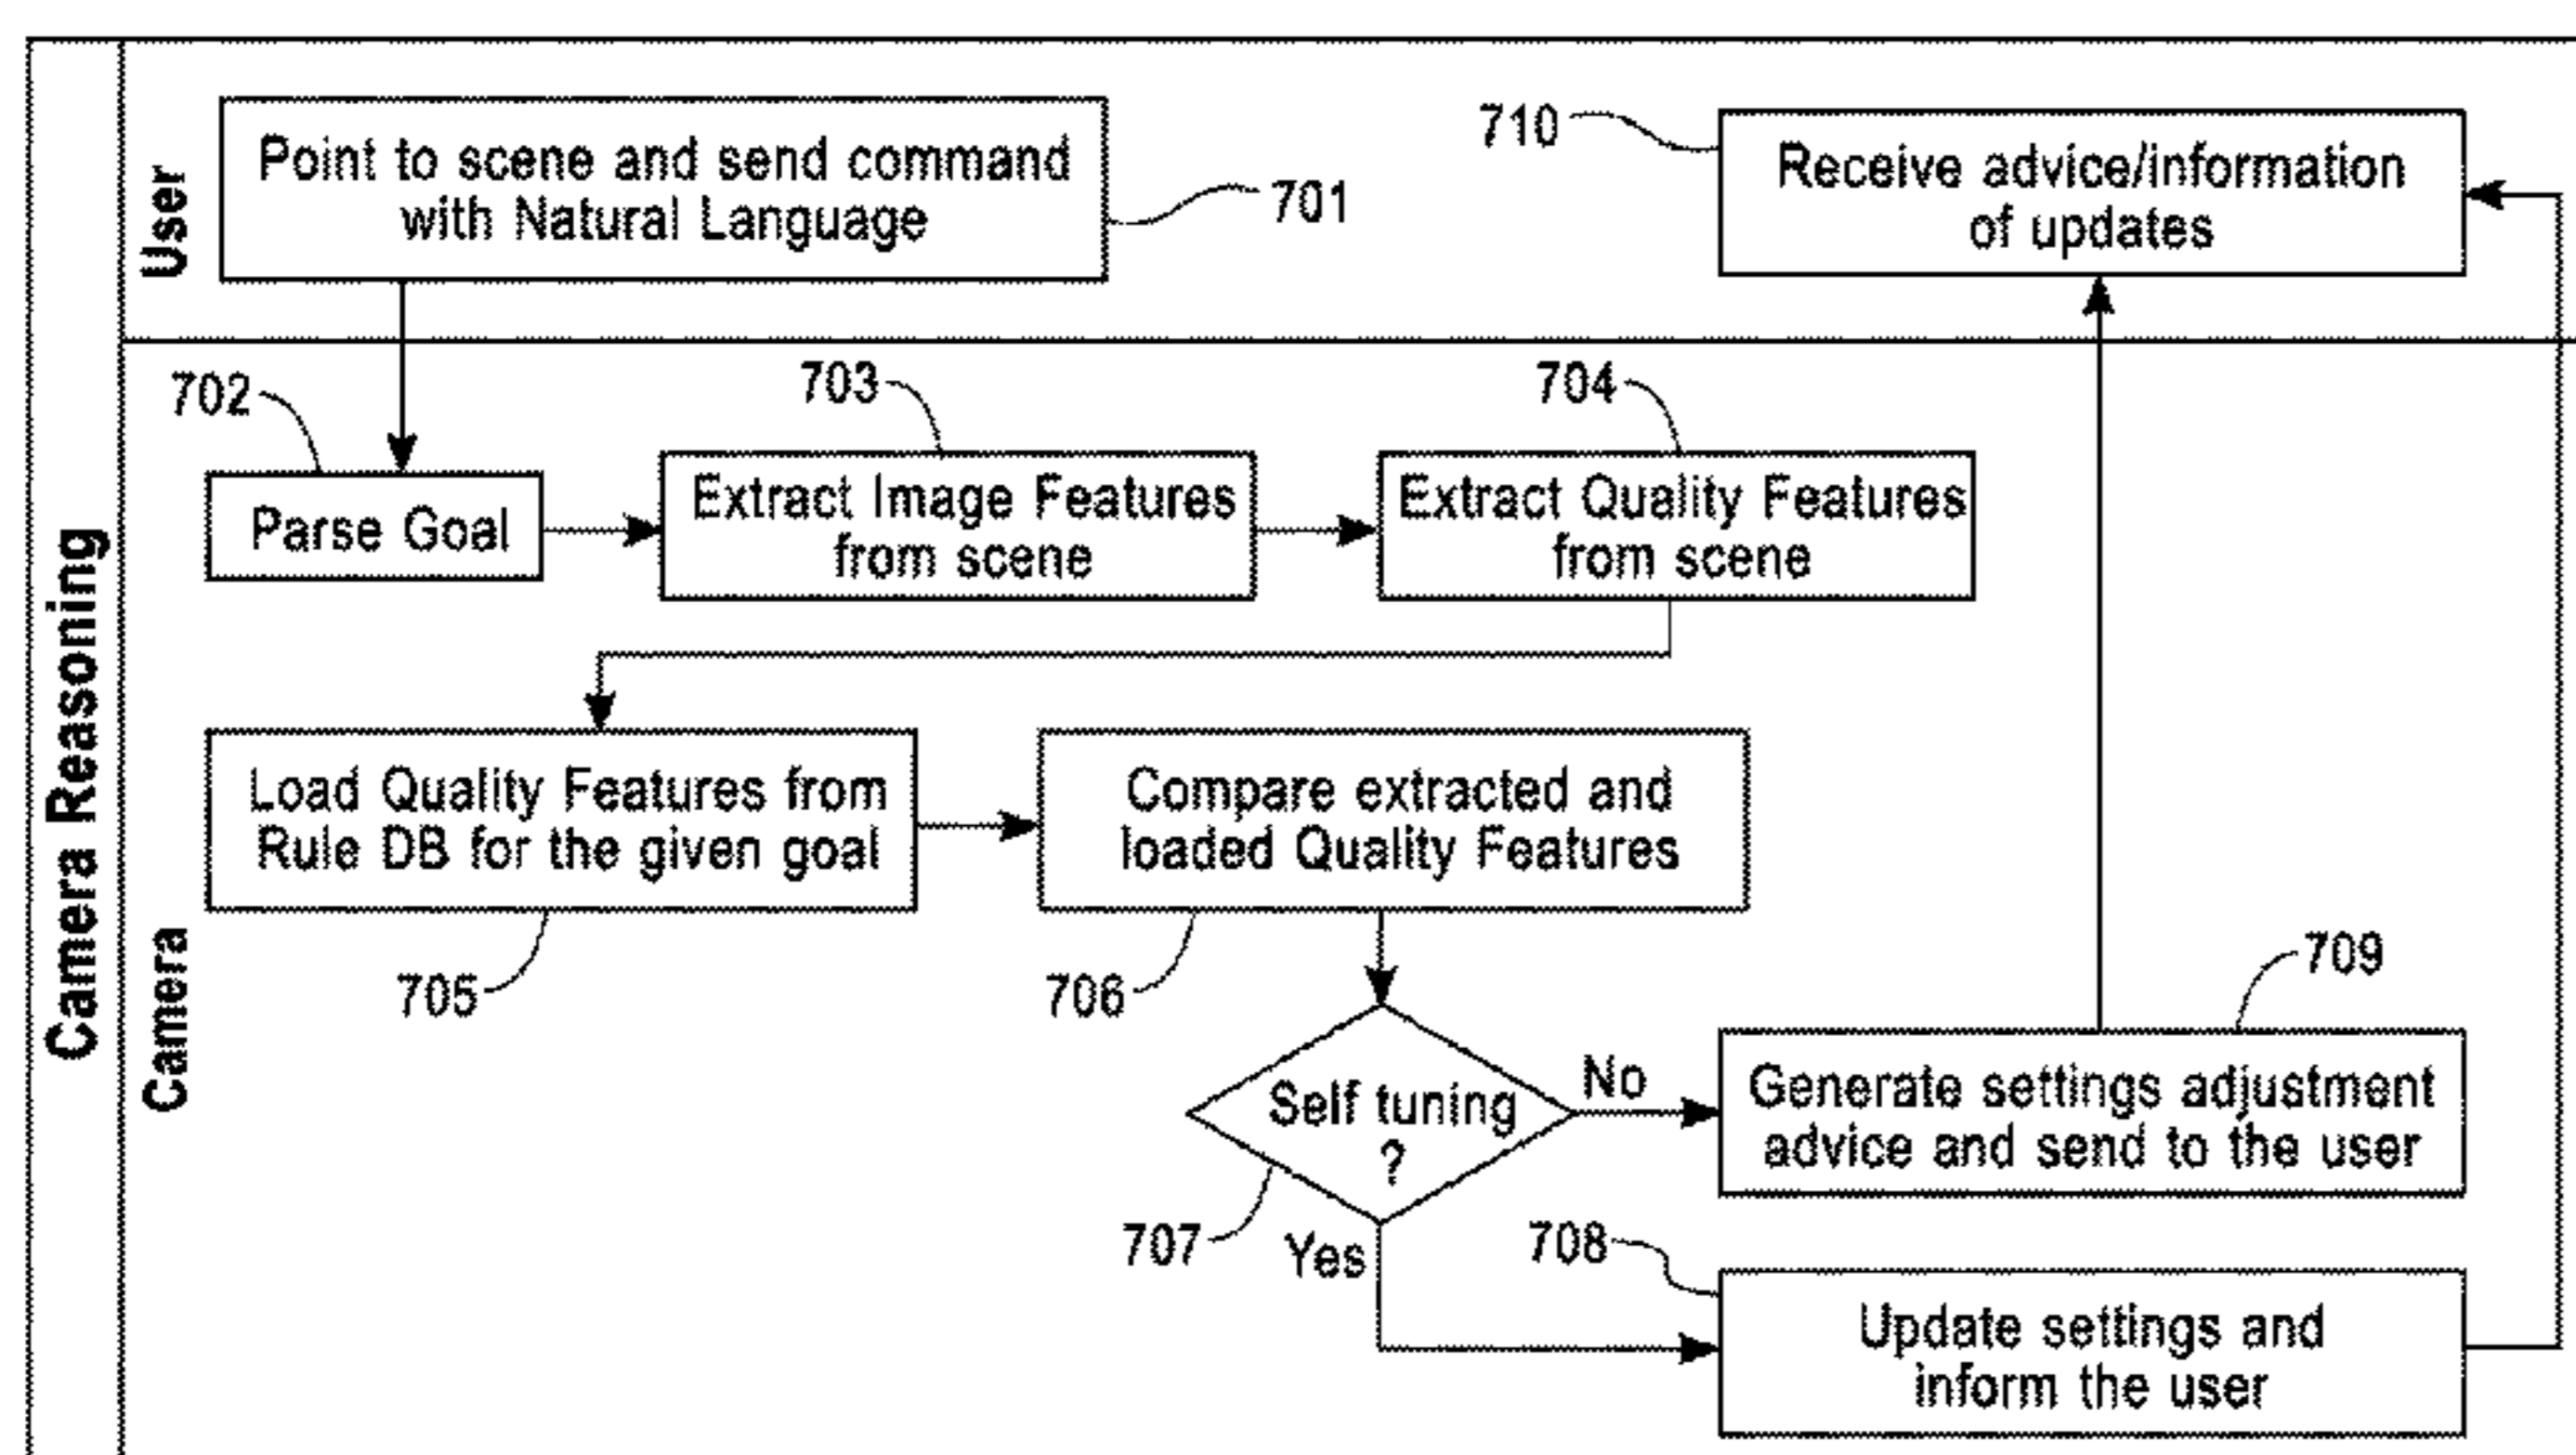 Camera Reasoning
User
Point to scene and send command
with Natural Language
701
710
Receive advice/information
of updates
Camera
702
Parse Goal
703
Extract Image Features
from scene
704
Extract Quality Features
from scene
Load Quality Features from
Rule DB for the given goal
705
Compare extracted and
loaded Quality Features
706
Self tuning
?
707
No
Yes
709
Generate settings adjustment
advice and send to the user
708
Update settings and
inform the user